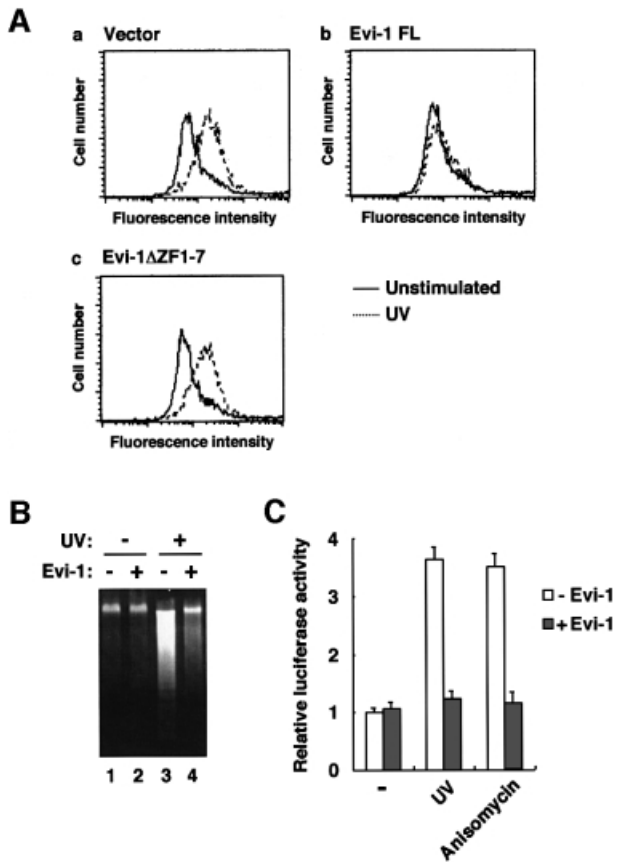 A
a Vector
b Evi-1 FL
Cell number
Cell number
Fluorescence intensity
Fluorescence intensity
c Evi-1ΔZF1-7
Cell number
Fluorescence intensity
Unstimulated
UV
B
UV: - +
Evi-1: - + - +
1 2 3 4
C
Relative luciferase activity
4
3
2
1
0
- Evi-1
+ Evi-1
- UV Anisomycin